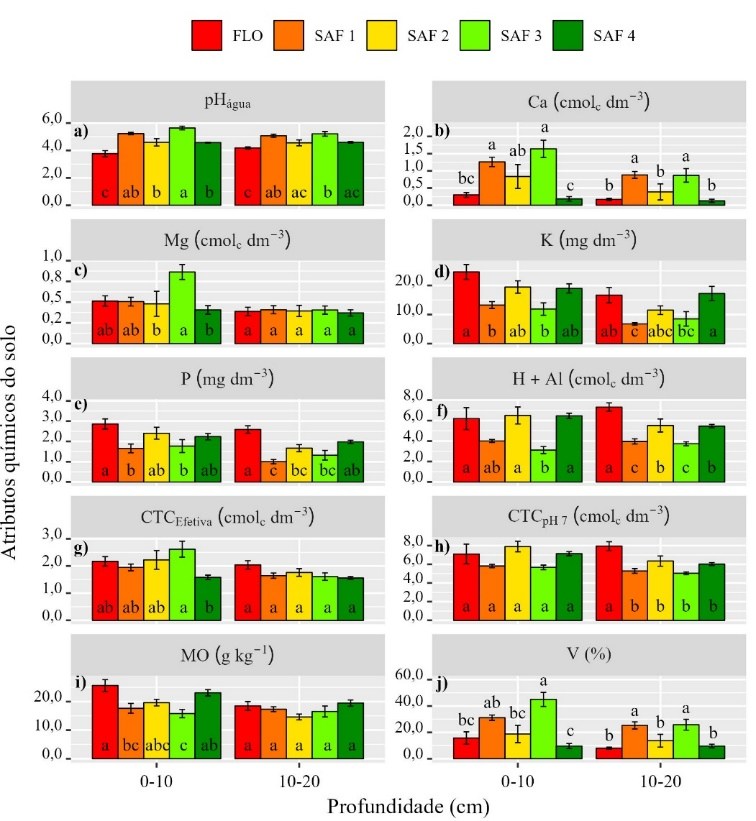 FLO SAF 1 SAF 2 SAF 3 SAF 4
Atributos químicos do solo
pHágua
a)
6,0
4,0
2,0
0,0
c ab b a b c ab ac b ac
Ca (cmolc dm−3)
b)
2,0
1,5
1,0
0,5
0,0
bc a ab a c b a b a b
Mg (cmolc dm−3)
c)
1,0
0,8
0,5
0,2
0,0
ab ab ab a b a a a a a
K (mg dm−3)
d)
20,0
10,0
0,0
a b ab b ab ab c abc bc a
P (mg dm−3)
e)
4,0
3,0
2,0
1,0
0,0
a b ab b ab a c bc bc ab
H + Al (cmolc dm−3)
f)
8,0
6,0
4,0
2,0
0,0
a ab a b a a c b c b
CTCEfetiva (cmolc dm−3)
g)
3,0
2,0
1,0
0,0
ab ab ab a b a a a a a
CTCpH 7 (cmolc dm−3)
h)
8,0
6,0
4,0
2,0
0,0
a a a a a a b b b b
MO (g kg−1)
i)
20,0
10,0
0,0
a bc abc c ab a a a a a
0-10 10-20
V (%)
j)
60,0
40,0
20,0
0,0
bc ab bc a c b a b a b
0-10 10-20
Profundidade (cm)